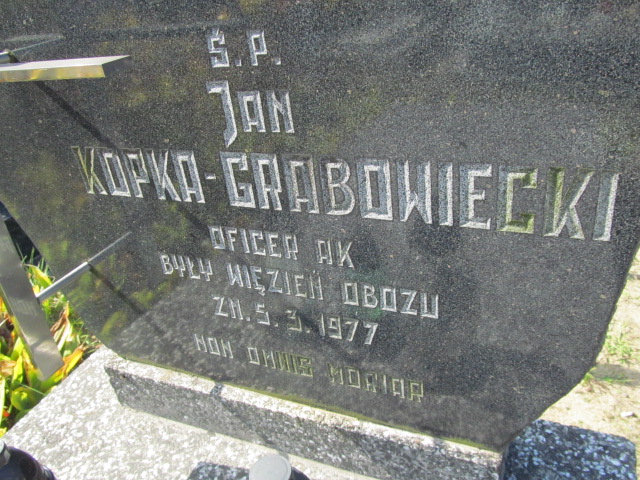 Ś.P.
JAN
KOPKA-GRABOWIECKI
OFICER AK
BYŁY WIĘZIEŃ OBOZU
ZM. 5.3.1977
NON OMNIS MORIAR